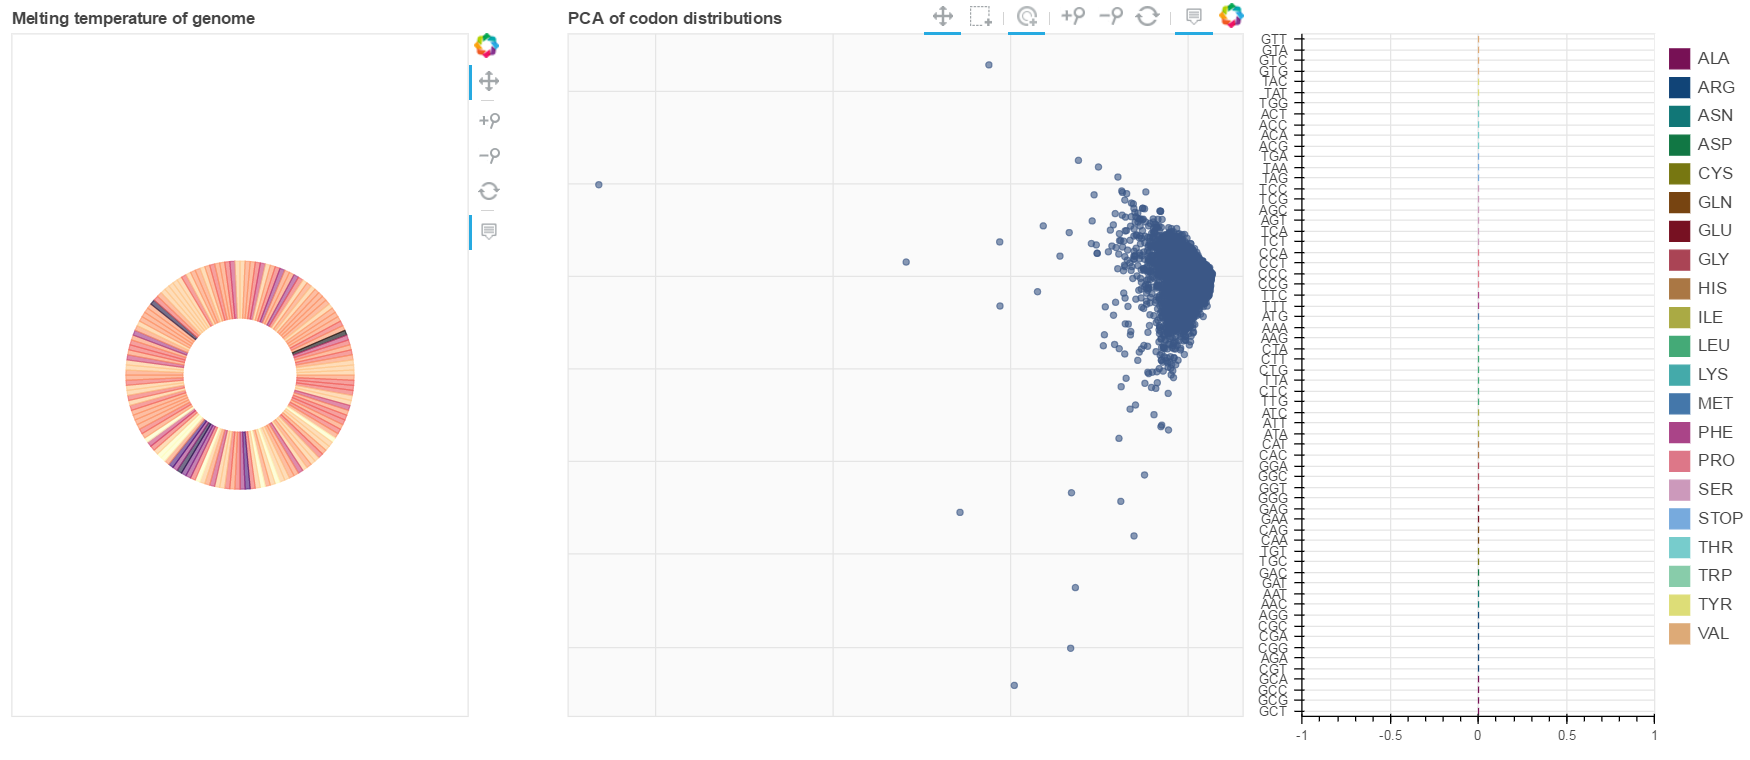 Melting temperature of genome
PCA of codon distributions
GTT
GTA
GTC
GTG
TAC
TAT
TGG
ACT
ACC
ACA
ACG
TGA
TAA
TAG
TCC
TCG
AGC
AGT
TCA
TCT
CCA
CCT
CCC
CCG
TTC
TTT
ATG
AAA
AAG
CTA
CTT
CTG
TTA
CTC
TTG
ATC
ATT
ATA
CAT
CAC
GGA
GGC
GGT
GGG
GAG
GAA
CAG
CAA
TGT
TGC
GAC
GAT
AAT
AAC
AGG
CGC
CGA
CGG
AGA
CGT
GCA
GCC
GCG
GCT
-1 -0.5 0 0.5 1
ALA
ARG
ASN
ASP
CYS
GLN
GLU
GLY
HIS
ILE
LEU
LYS
MET
PHE
PRO
SER
STOP
THR
TRP
TYR
VAL